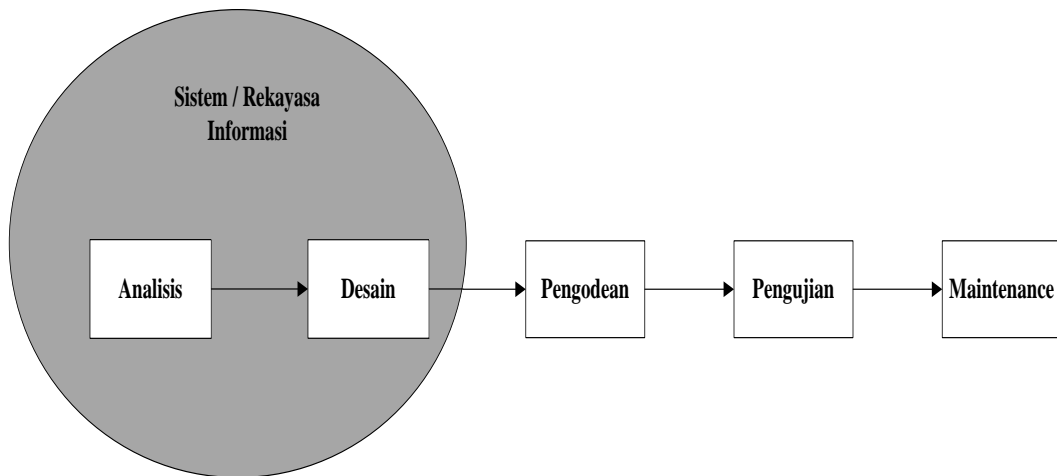 Sistem / Rekayasa
Informasi
Analisis
Desain
Pengodean
Pengujian
Maintenance